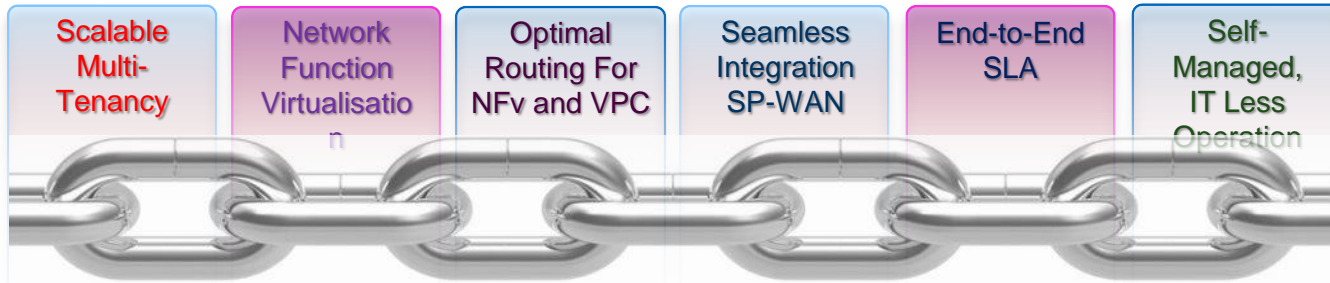 Scalable
Multi-
Tenancy
Network
Function
Virtualisatio
n
Optimal
Routing For
NFv and VPC
Seamless
Integration
SP-WAN
End-to-End
SLA
Self-
Managed,
IT Less
Operation